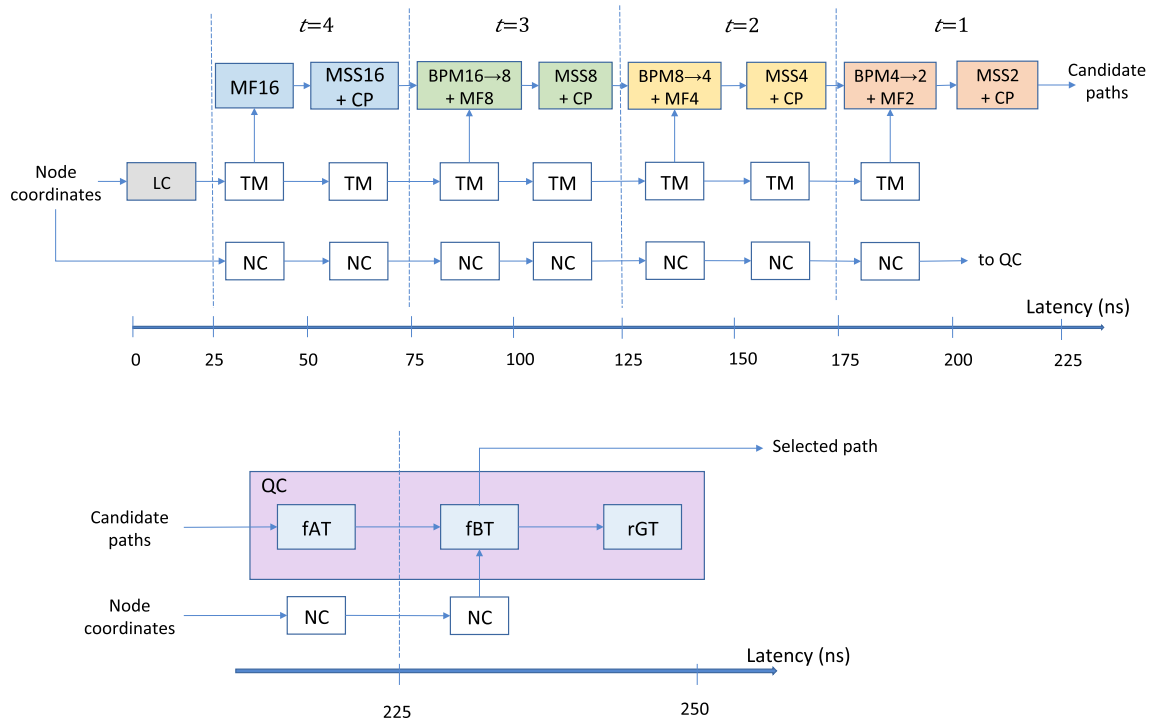 t=4
t=3
t=2
t=1
MF16
MSS16
+ CP
BPM16→8
+ MF8
MSS8
+ CP
BPM8→4
+ MF4
MSS4
+ CP
BPM4→2
+ MF2
MSS2
+ CP
Candidate
paths
Node
coordinates
LC
TM
TM
TM
TM
TM
TM
TM
NC
NC
NC
NC
NC
NC
NC
to QC
Latency (ns)
0
25
50
75
100
125
150
175
200
225
Selected path
QC
Candidate
paths
fAT
fBT
rGT
Node
coordinates
NC
NC
Latency (ns)
225
250